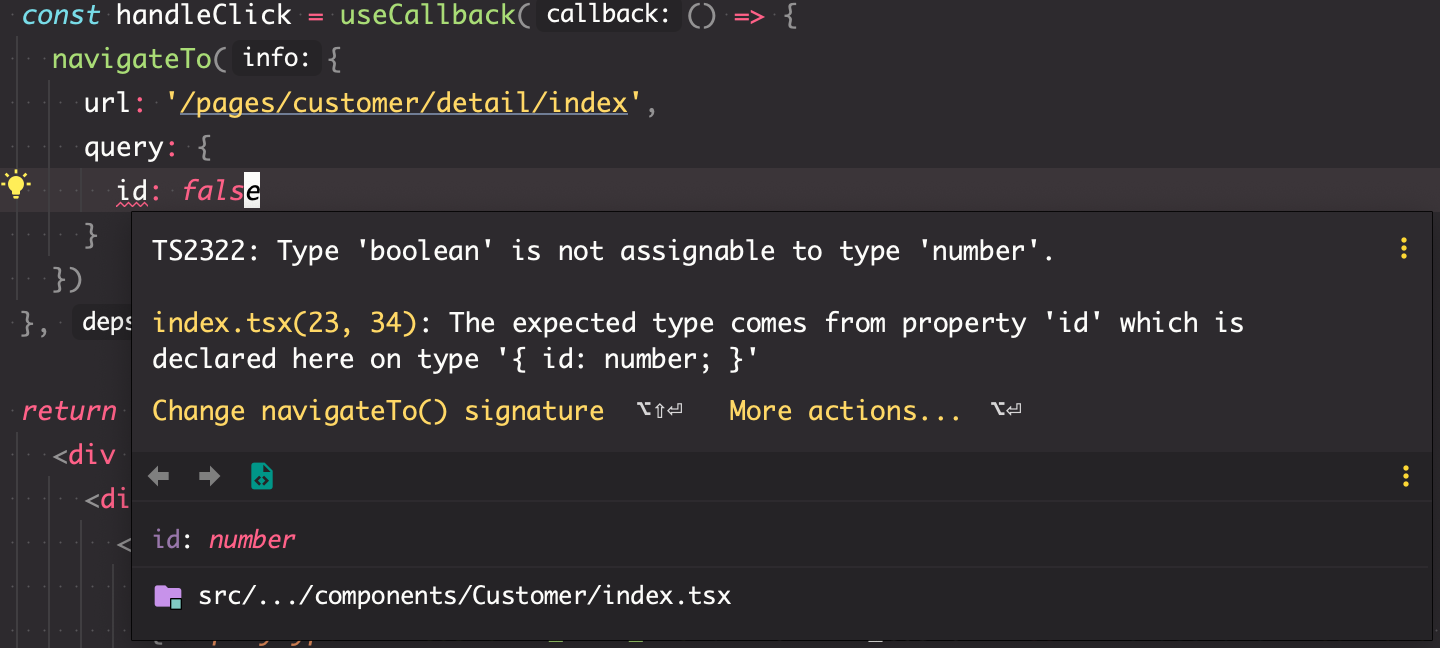 const handleClick = useCallback( callback: () => {
navigateTo( info: {
url: '/pages/customer/detail/index',
query: {
id: false
}
})
}, deps
TS2322: Type 'boolean' is not assignable to type 'number'.
index.tsx(23, 34): The expected type comes from property 'id' which is
declared here on type '{ id: number; }'
Change navigateTo() signature ⌥⇧⏎ More actions... ⌥⏎
return
<div
<di
<
id: number
src/.../components/Customer/index.tsx